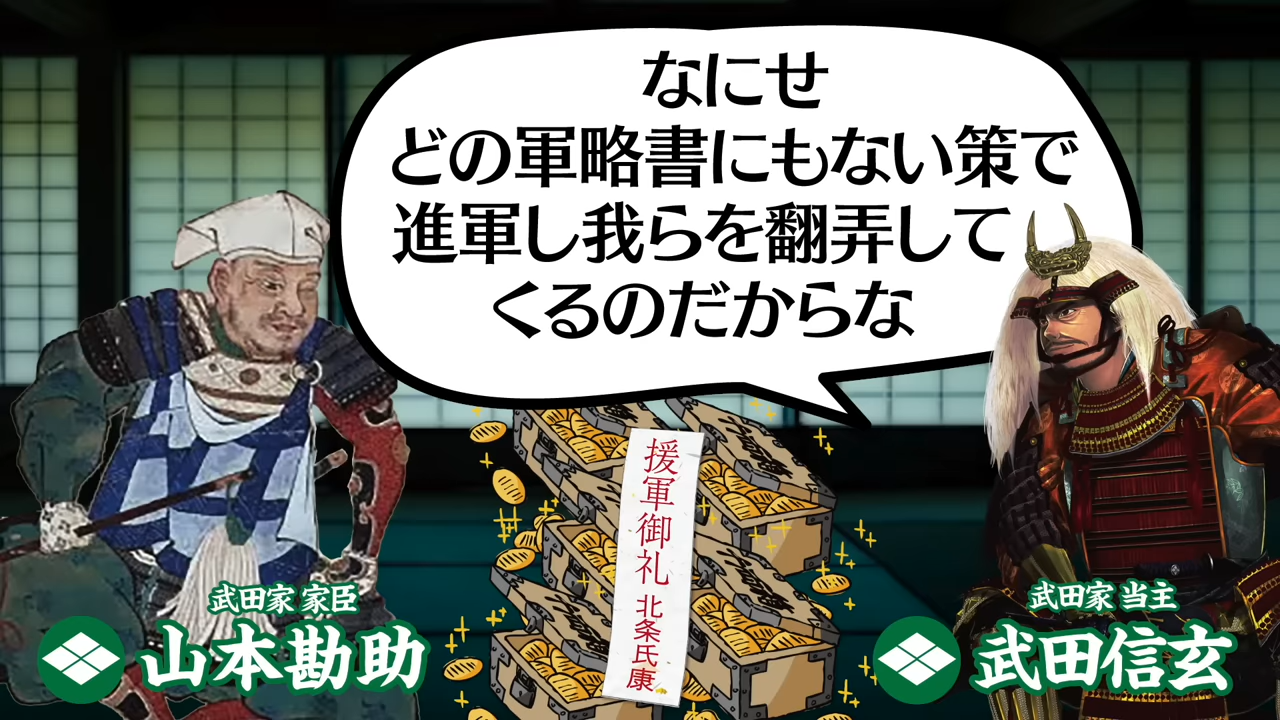 なにせ
どの軍略書にもない策で
進軍し我らを翻弄して
くるのだからな
援軍御礼 北条氏康
武田家 家臣
山本勘助
武田家 当主
武田信玄